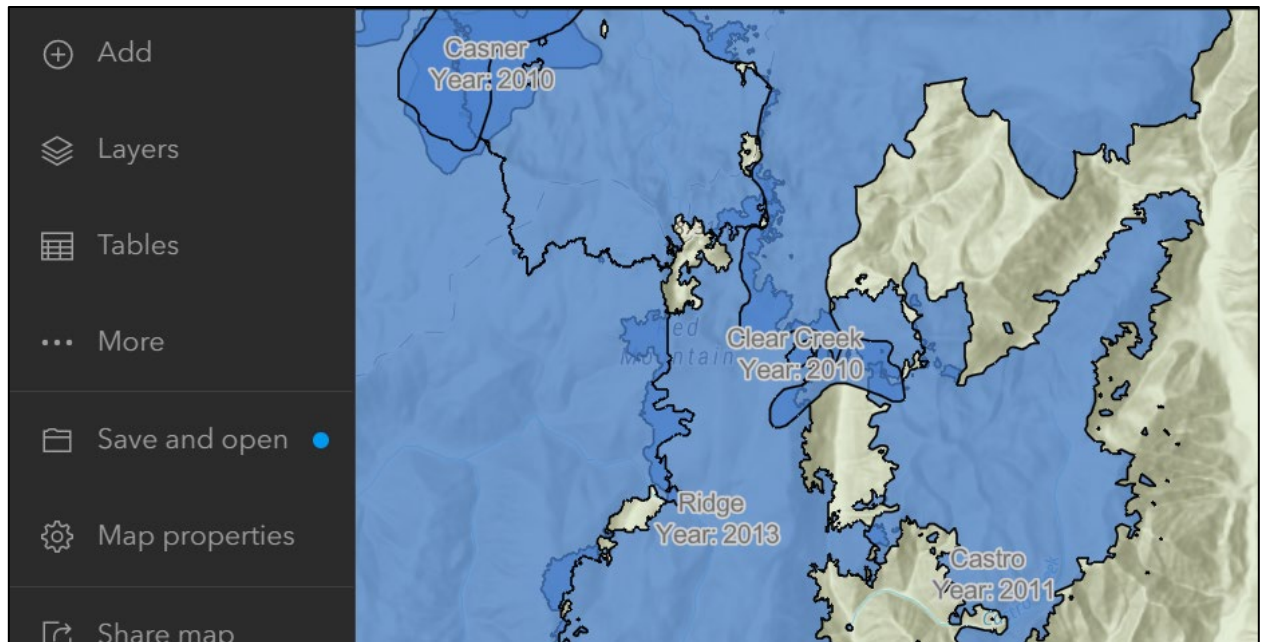 Add
Layers
Tables
More
Save and open
Map properties
Share map
Casner
Year: 2010
Clear Creek
Year: 2010
Ridge
Year: 2013
Castro
Year: 2011